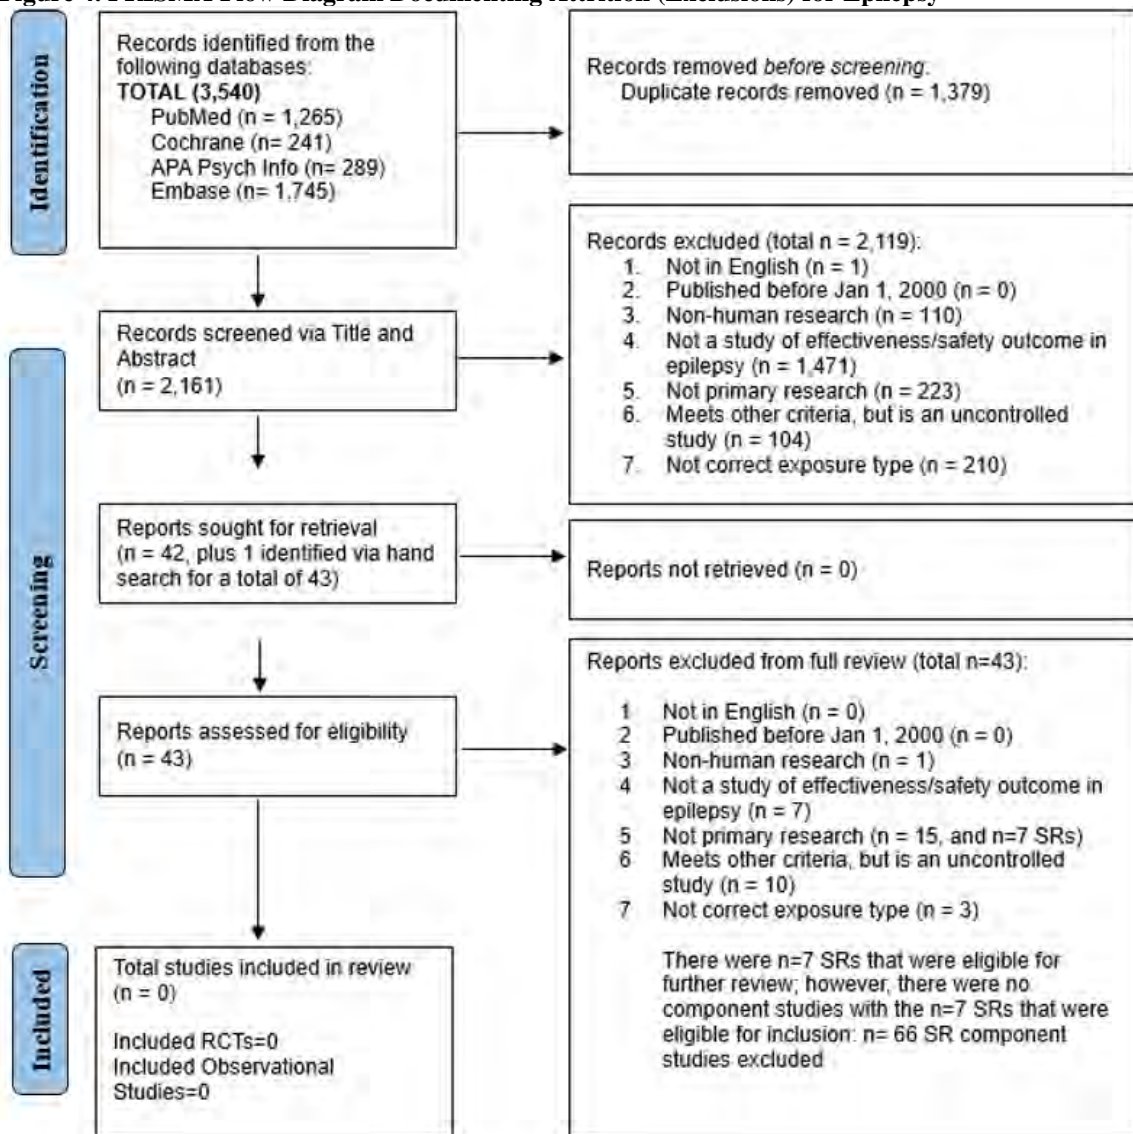 Figure 4. PRISMA Flow Diagram Documenting Attrition (Exclusions) for Epilepsy
Identification
Records identified from the
following databases:
TOTAL (3,540)
PubMed (n = 1,265)
Cochrane (n= 241)
APA Psych Info (n= 289)
Embase (n= 1,745)
Records removed before screening:
Duplicate records removed (n = 1,379)
Screening
Records screened via Title and
Abstract
(n = 2,161)
Records excluded (total n = 2,119):
1. Not in English (n = 1)
2. Published before Jan 1, 2000 (n = 0)
3. Non-human research (n = 110)
4. Not a study of effectiveness/safety outcome in
epilepsy (n = 1,471)
5. Not primary research (n = 223)
6. Meets other criteria, but is an uncontrolled
study (n = 104)
7. Not correct exposure type (n = 210)
Reports sought for retrieval
(n = 42, plus 1 identified via hand
search for a total of 43)
Reports not retrieved (n = 0)
Reports assessed for eligibility
(n = 43)
Reports excluded from full review (total n=43):
1 Not in English (n = 0)
2 Published before Jan 1, 2000 (n = 0)
3 Non-human research (n = 1)
4 Not a study of effectiveness/safety outcome in
epilepsy (n = 7)
5 Not primary research (n = 15, and n=7 SRs)
6 Meets other criteria, but is an uncontrolled
study (n = 10)
7 Not correct exposure type (n = 3)
There were n=7 SRs that were eligible for
further review; however, there were no
component studies with the n=7 SRs that were
eligible for inclusion: n= 66 SR component
studies excluded
Included
Total studies included in review
(n = 0)
Included RCTs=0
Included Observational
Studies=0